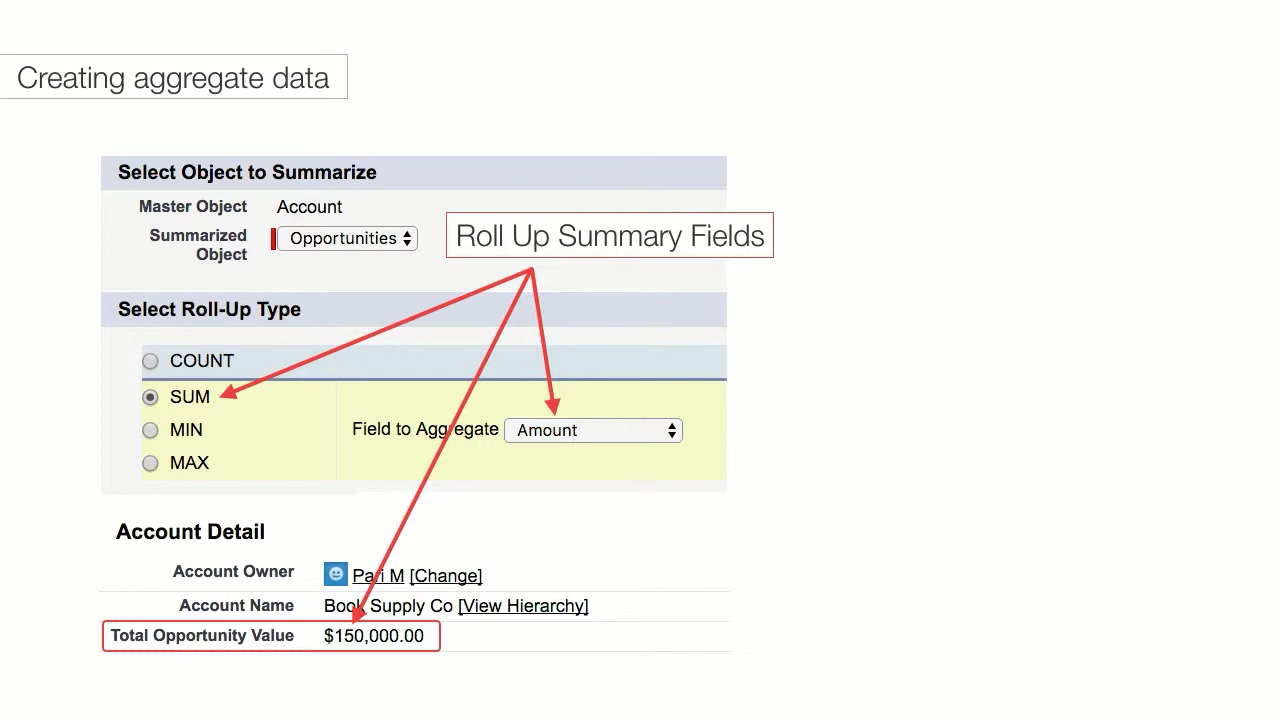 Creating aggregate data
Select Object to Summarize
Master Object Account
Summarized Object Opportunities
Roll Up Summary Fields
Select Roll-Up Type
COUNT
SUM
MIN
MAX
Field to Aggregate Amount
Account Detail
Account Owner Pari M [Change]
Account Name Book Supply Co [View Hierarchy]
Total Opportunity Value $150,000.00